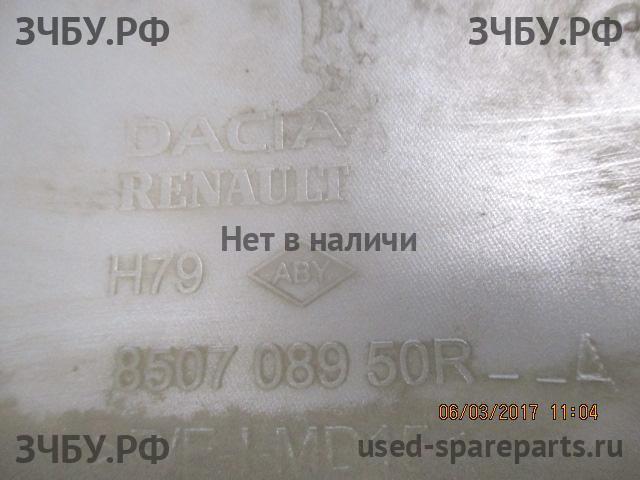 ЗЧБУ.РФ
ЗЧБУ.РФ
DACIA
RENAULT
Нет в наличи
H79
ABY
8507 089 50R _ _A
06/03/2017 11:04
ЗЧБУ.РФ
used-spareparts.ru